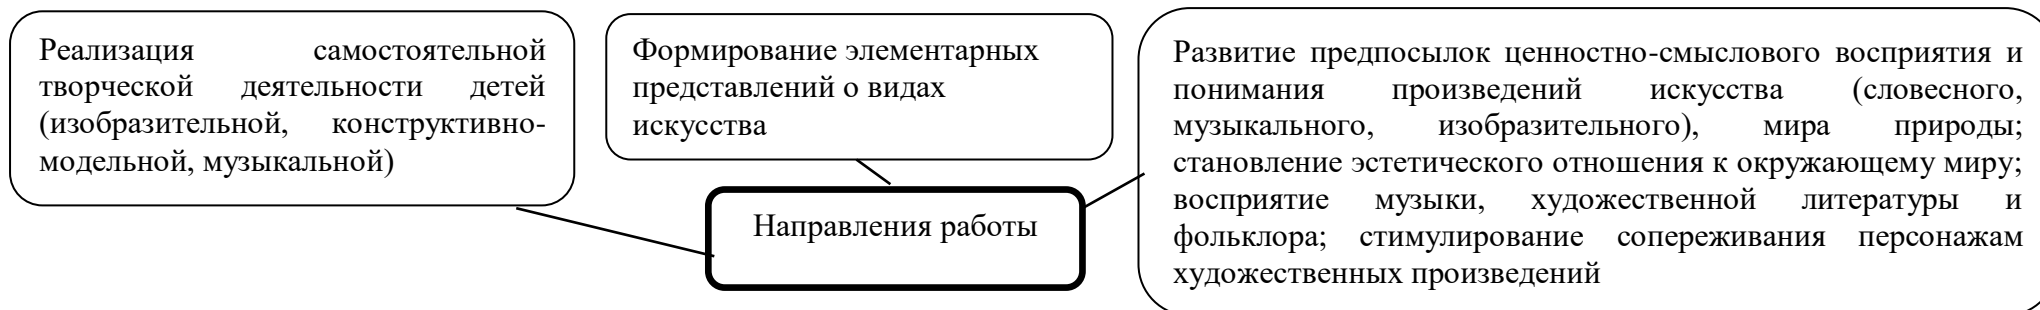 Реализация самостоятельной
творческой деятельности детей
(изобразительной, конструктивно-
модельной, музыкальной)
Формирование элементарных
представлений о видах
искусства
Развитие предпосылок ценностно-смыслового восприятия и
понимания произведений искусства (словесного,
музыкального, изобразительного), мира природы;
становление эстетического отношения к окружающему миру;
восприятие музыки, художественной литературы и
фольклора; стимулирование сопереживания персонажам
художественных произведений
Направления работы